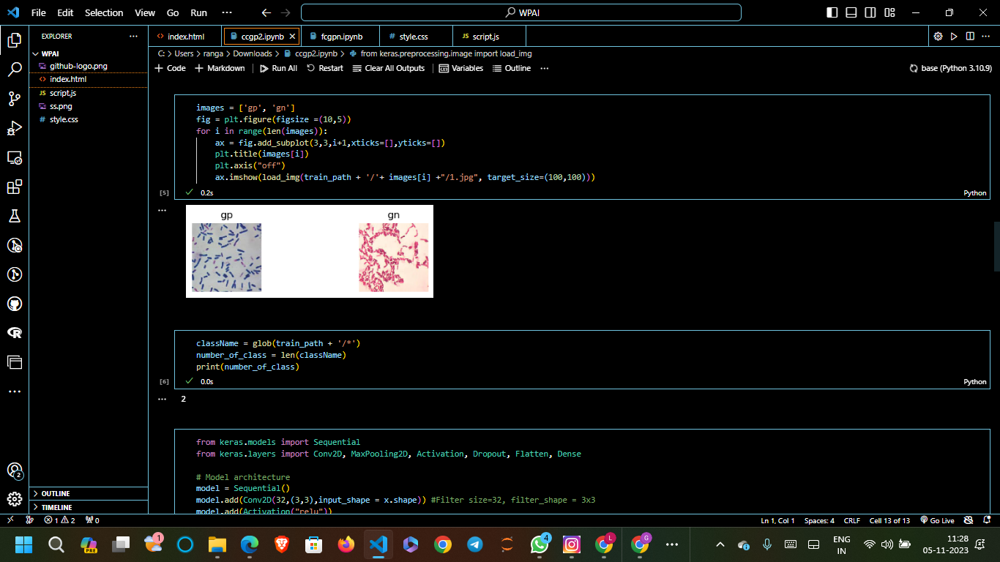 File Edit Selection View Go Run ··· WPAI
EXPLORER ···
WPAI
github-logo.png
index.html
JS script.js
ss.png
# style.css
OUTLINE
TIMELINE
<> index.html ccgp2.ipynb fcgpn.ipynb # style.css JS script.js
C: > Users > ranga > Downloads > ccgp2.ipynb > from keras.preprocessing.image import load_img
+ Code + Markdown Run All Restart Clear All Outputs Variables Outline ··· base (Python 3.10.9)
images = ['gp', 'gn']
fig = plt.figure(figsize =(10,5))
for i in range(len(images)):
    ax = fig.add_subplot(3,3,i+1,xticks=[],yticks=[])
    plt.title(images[i])
    plt.axis("off")
    ax.imshow(load_img(train_path + '/'+ images[i] +"/1.jpg", target_size=(100,100)))
[5] 0.2s Python
gp gn
className = glob(train_path + '/*')
number_of_class = len(className)
print(number_of_class)
[6] 0.0s Python
2
from keras.models import Sequential
from keras.layers import Conv2D, MaxPooling2D, Activation, Dropout, Flatten, Dense
# Model architecture
model = Sequential()
model.add(Conv2D(32,(3,3),input_shape = x.shape)) #Filter size=32, filter_shape = 3x3
model.add(Activation("relu"))
2
1 2 0 Ln 1, Col 1 Spaces: 4 CRLF Cell 13 of 13 Go Live
PRE 1 4 L G ENG 11:28
IN 05-11-2023